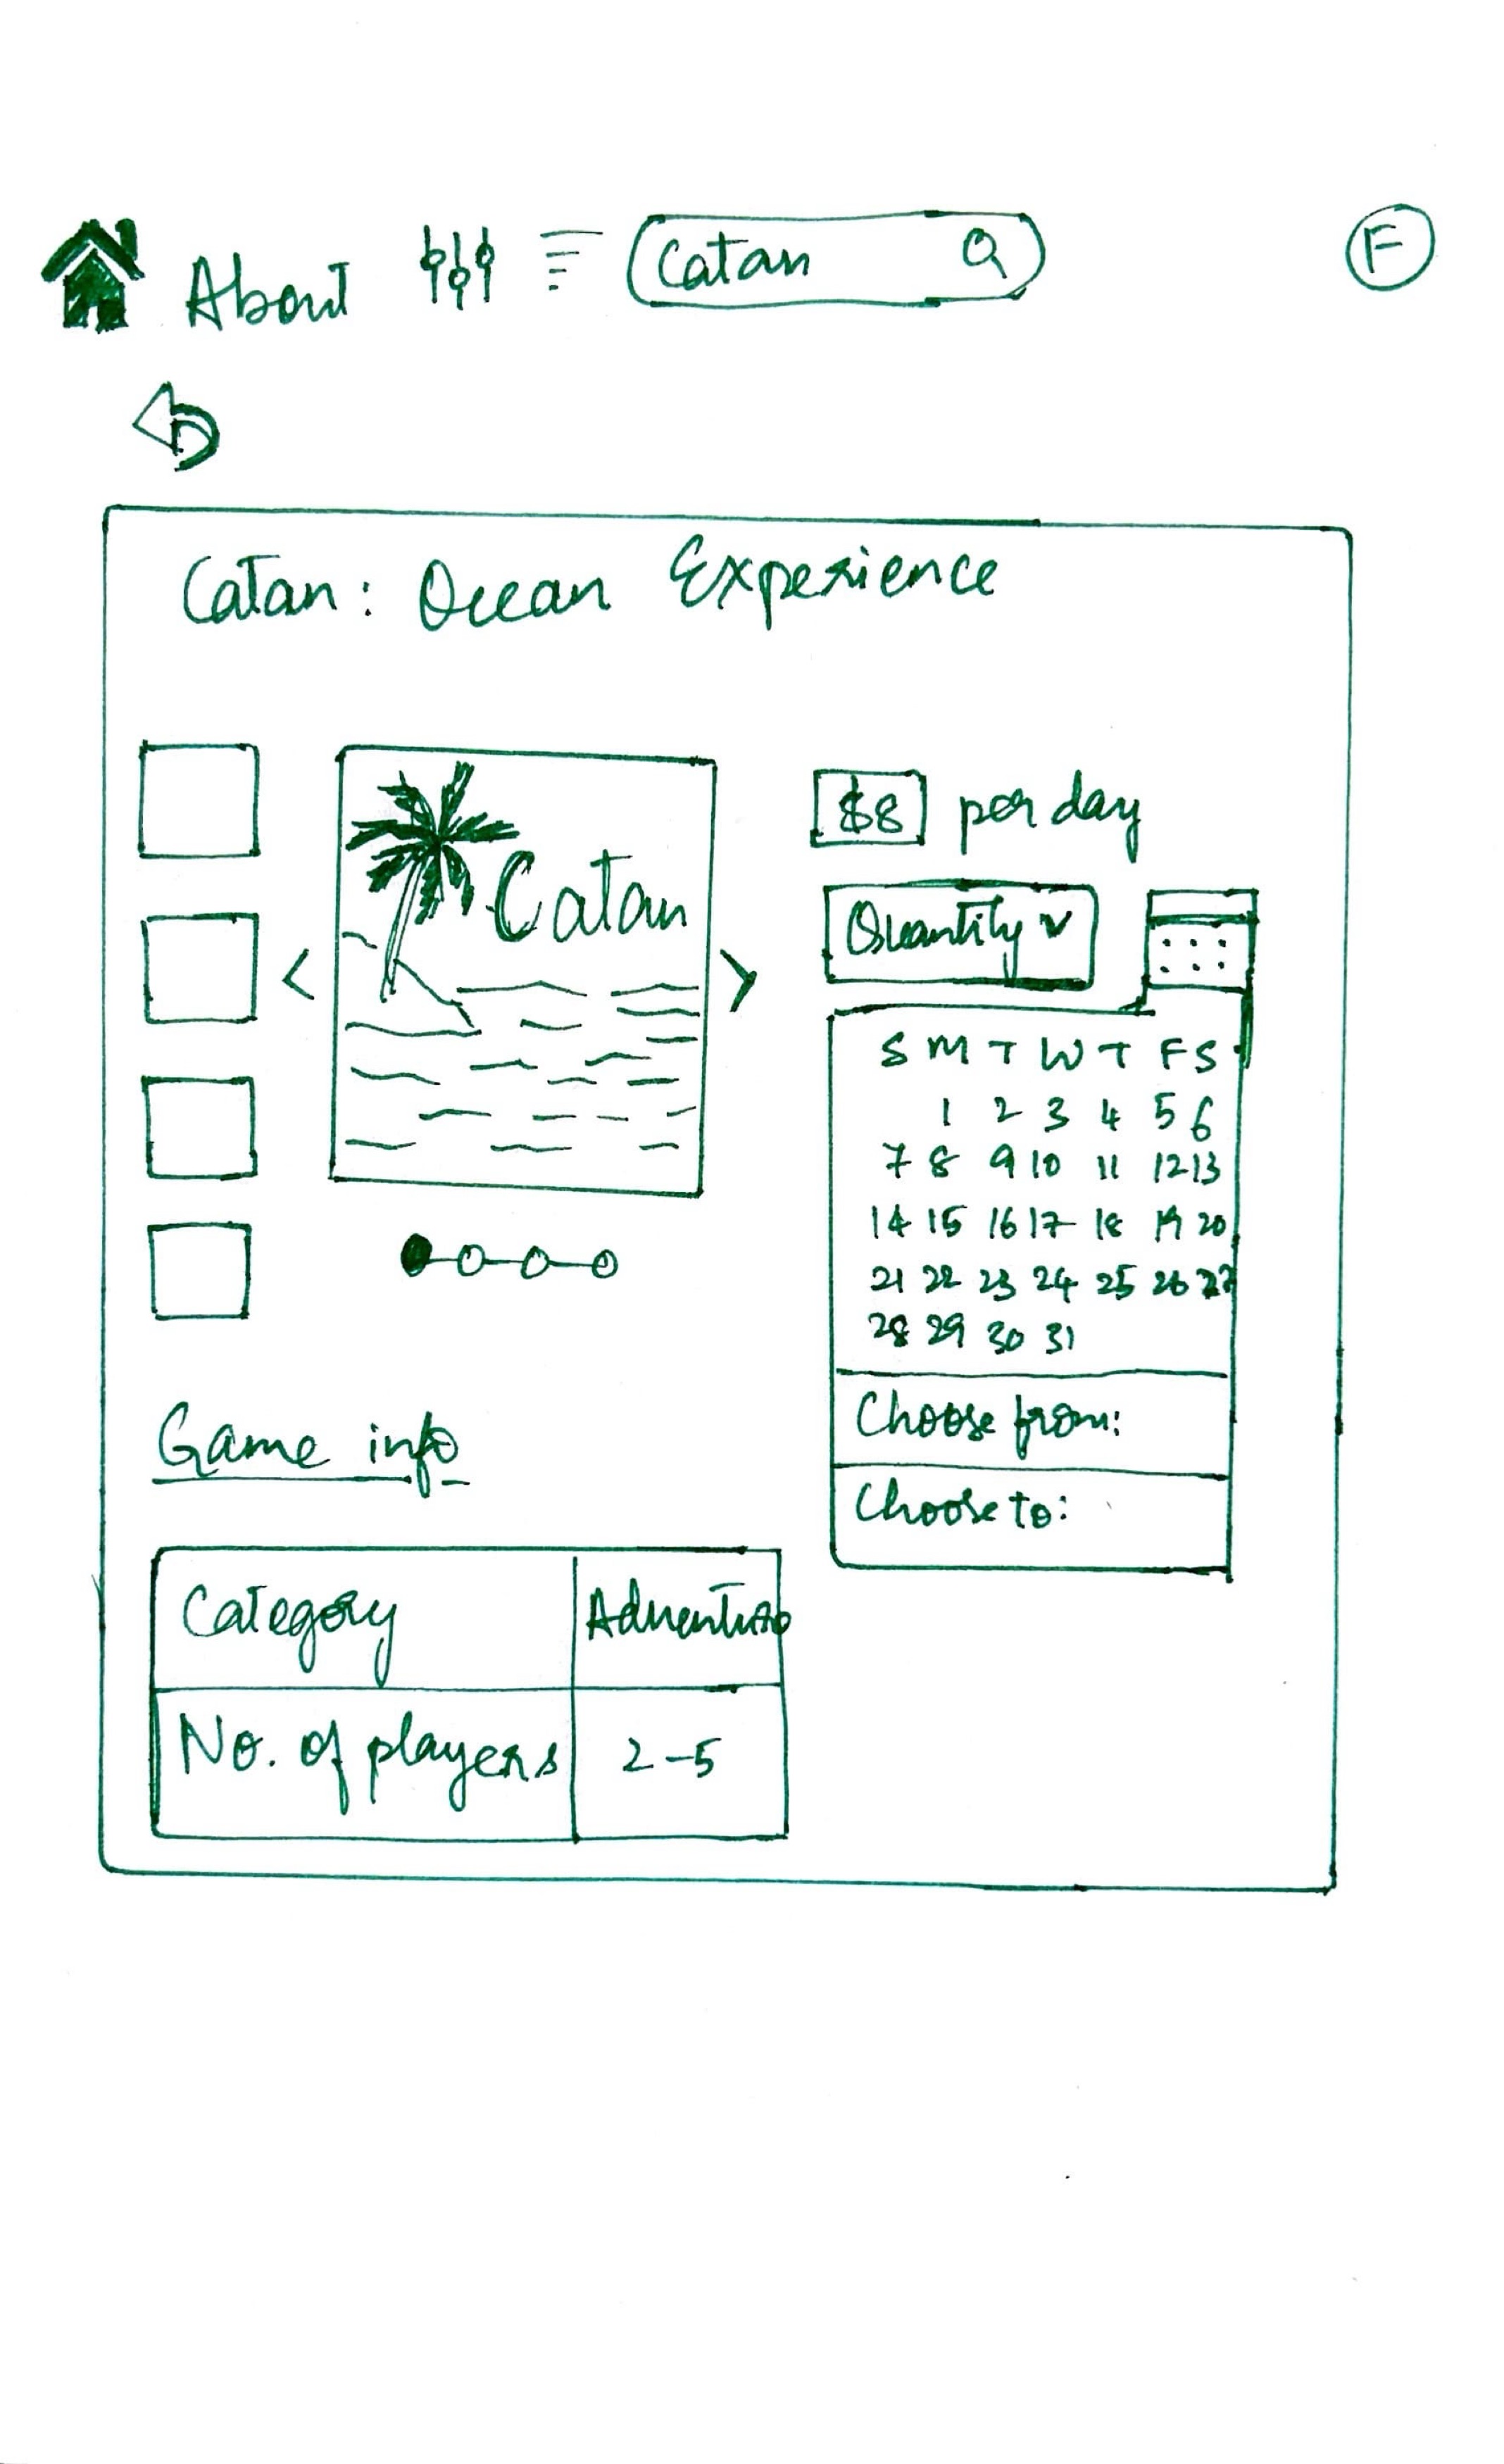 About
Catan
F
Catan: Ocean Experience
Catan
$8 per day
Quantity
S M T W T F S
1 2 3 4 5 6
7 8 9 10 11 12 13
14 15 16 17 18 19 20
21 22 23 24 25 26 27
28 29 30 31
Choose from:
Choose to:
Game info
Category Adventure
No. of players 2-5